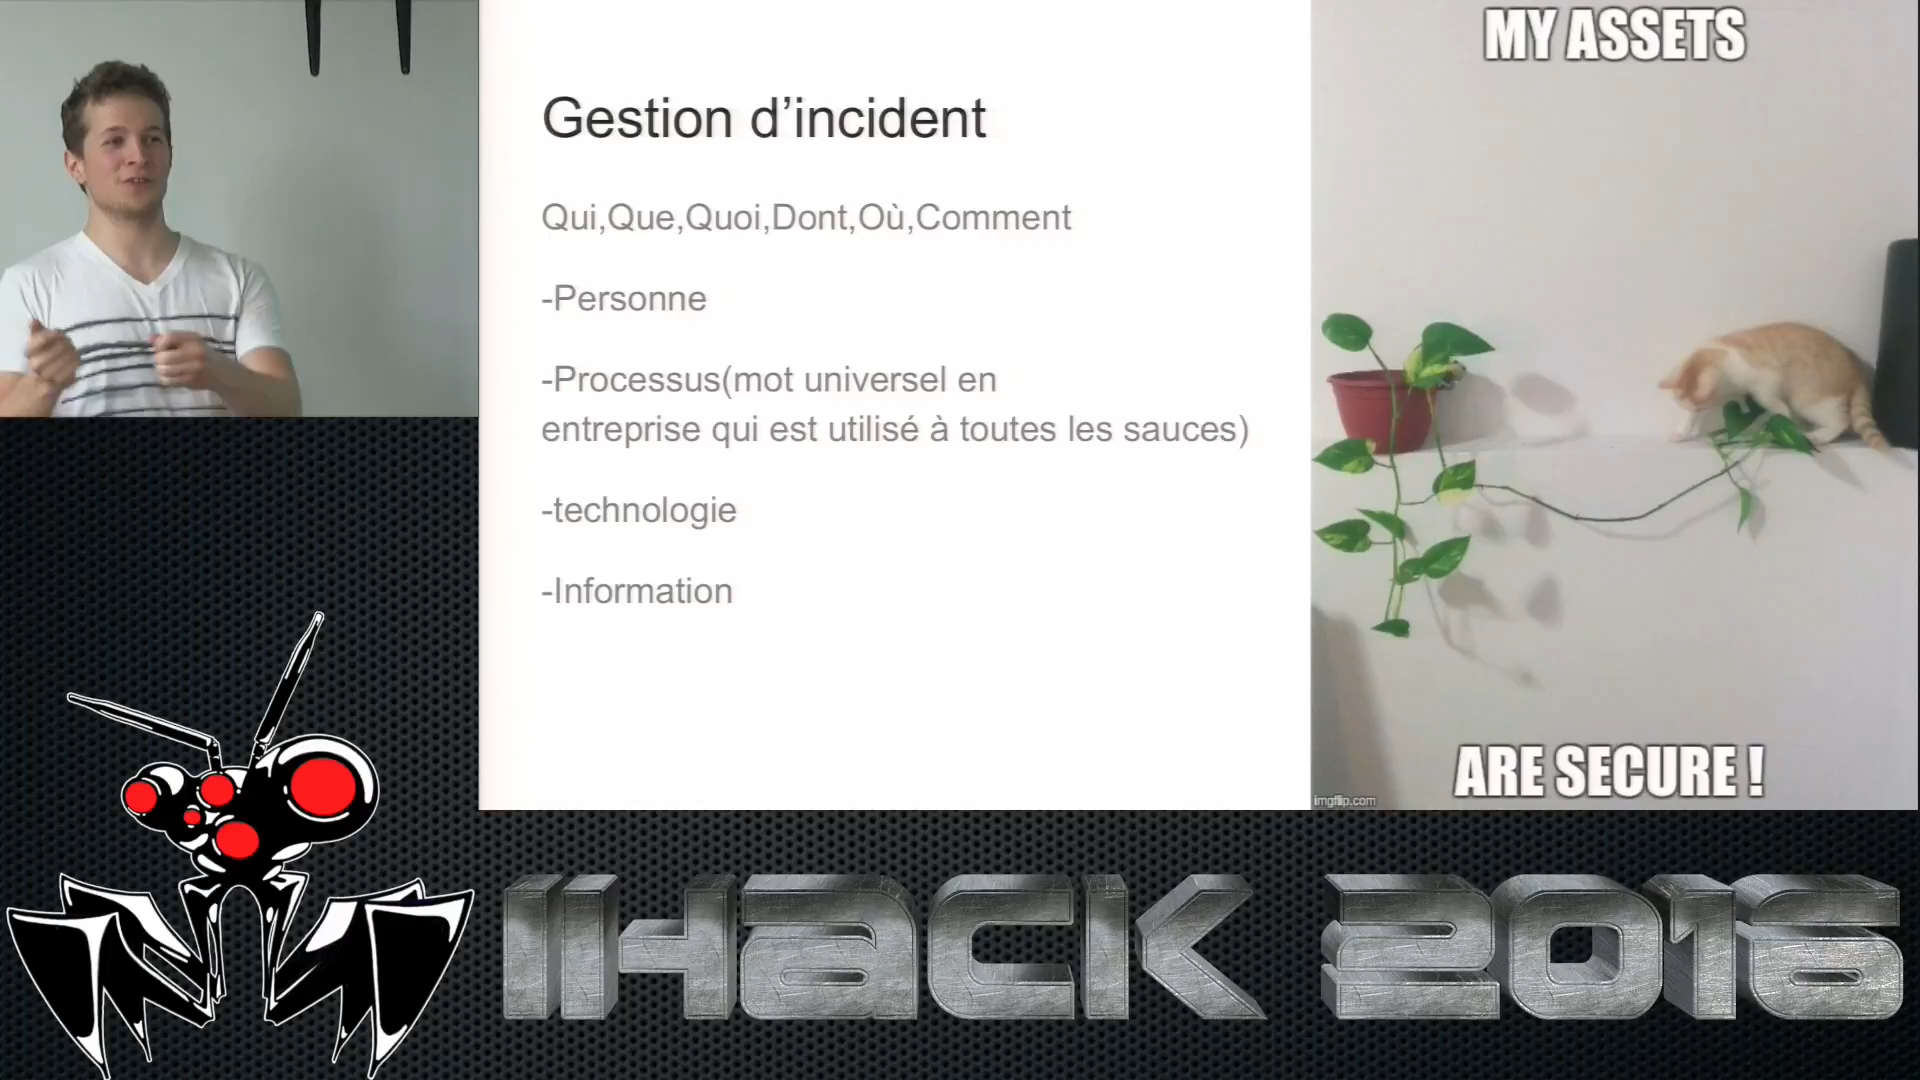 Gestion d’incident
Qui,Que,Quoi,Dont,Où,Comment
-Personne
-Processus(mot universel en
entreprise qui est utilisé à toutes les sauces)
-technologie
-Information
MY ASSETS
ARE SECURE !
imgflip.com
IHACK 2016